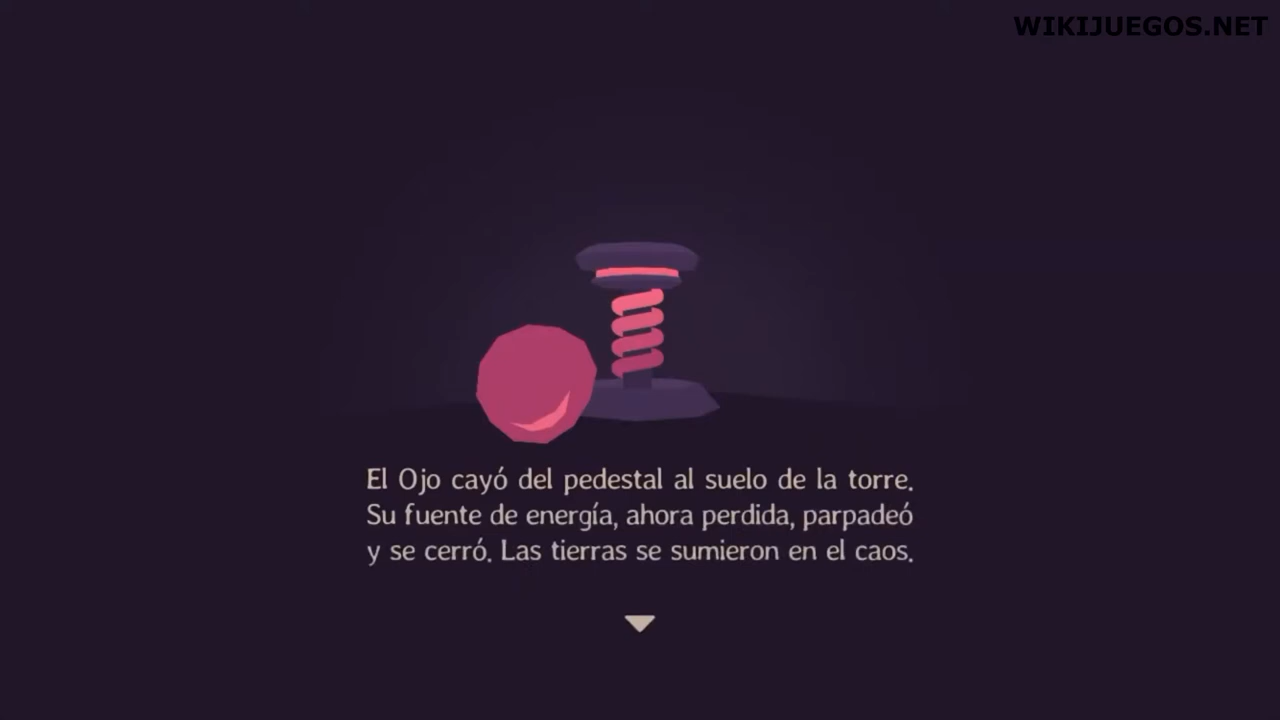 WIKIJUEGOS.NET
El Ojo cayó del pedestal al suelo de la torre.
Su fuente de energía, ahora perdida, parpadeó
y se cerró. Las tierras se sumieron en el caos.